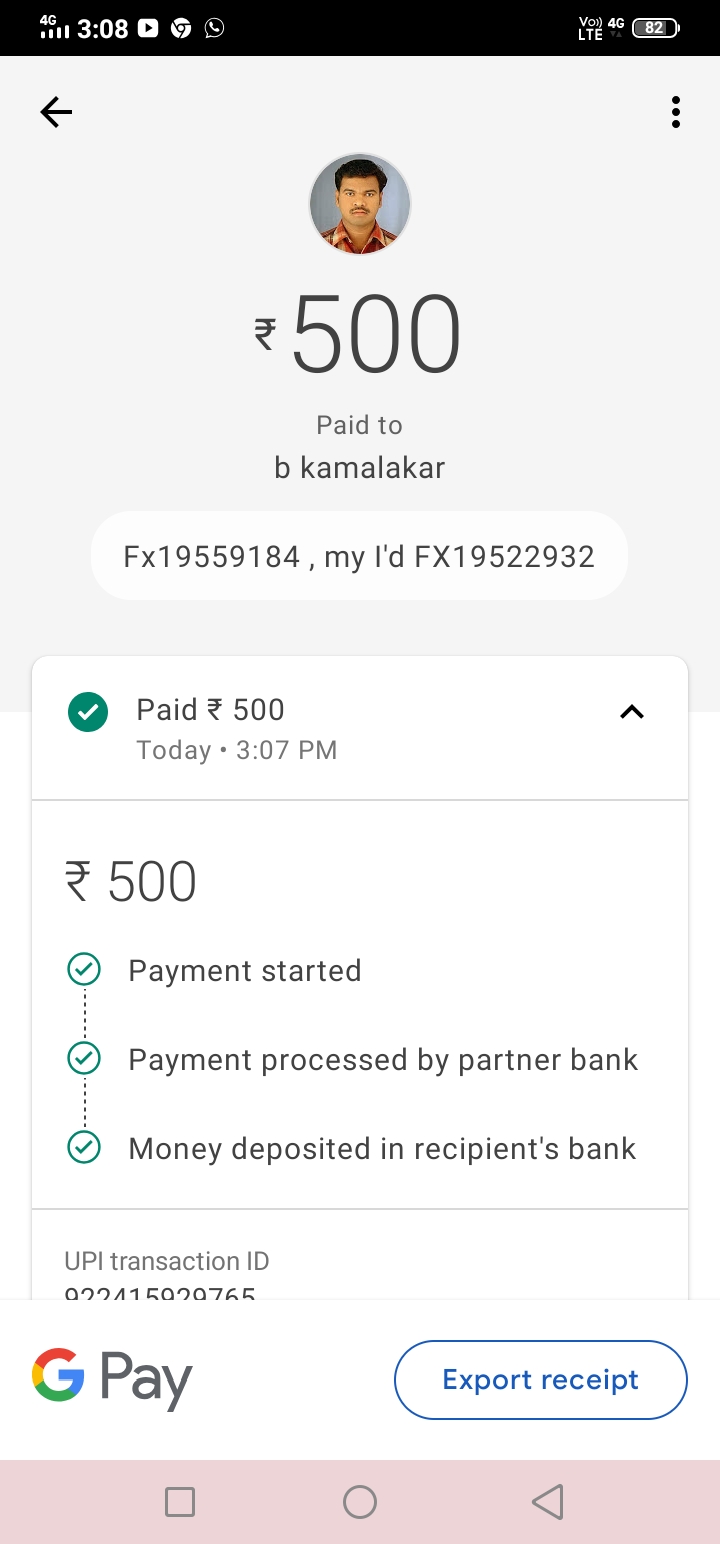 4G 3:08 Vo)) LTE 4G 82
₹500
Paid to
b kamalakar
Fx19559184 , my I'd FX19522932
Paid ₹ 500
Today • 3:07 PM
₹ 500
Payment started
Payment processed by partner bank
Money deposited in recipient's bank
UPI transaction ID
922415929765
G Pay
Export receipt